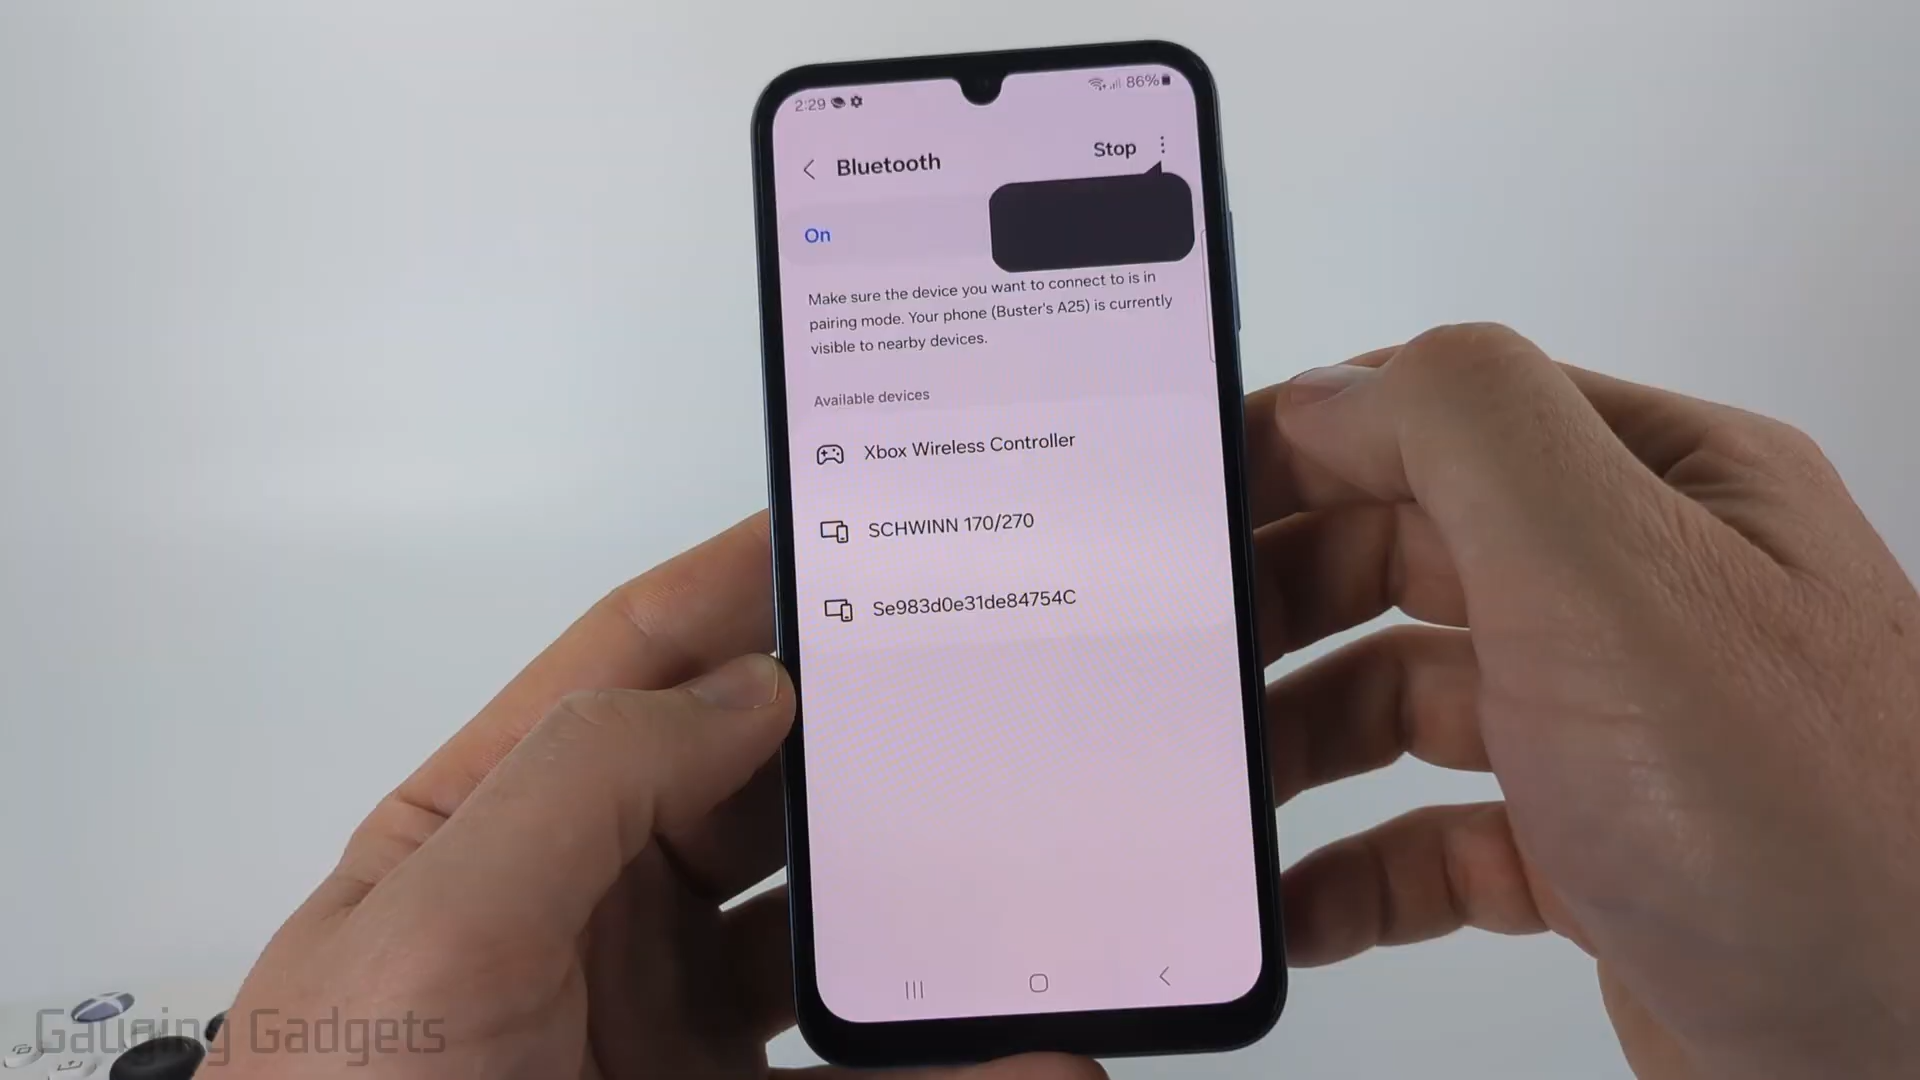 2:29
86%
Bluetooth
Stop
On
Make sure the device you want to connect to is in
pairing mode. Your phone (Buster's A25) is currently
visible to nearby devices.
Available devices
Xbox Wireless Controller
SCHWINN 170/270
Se983d0e31de84754C
Gauging Gadgets